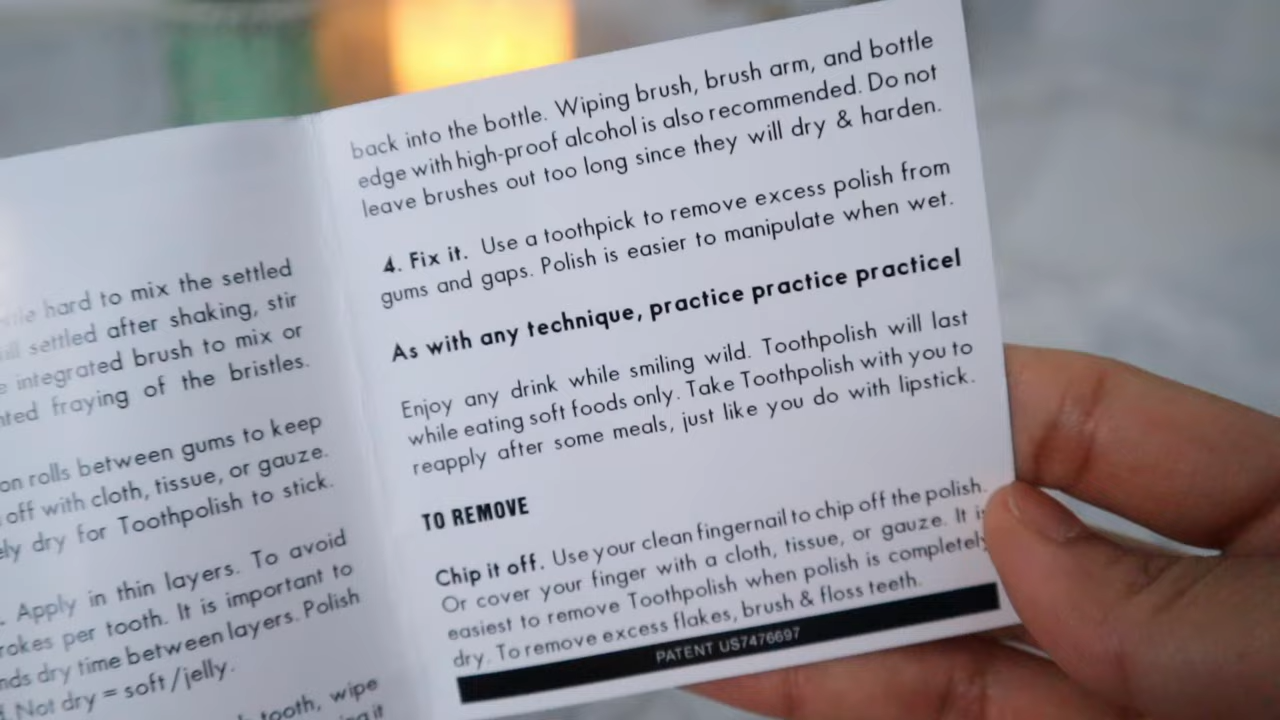 hard to mix the settled
settled after shaking, stir
integrated brush to mix or
fraying of the bristles.
rolls between gums to keep
off with cloth, tissue, or gauze.
dry for Toothpolish to stick.
Apply in thin layers. To avoid
per tooth. It is important to
dry time between layers. Polish
Not dry = soft/jelly.
tooth, wipe
back into the bottle. Wiping brush, brush arm, and bottle
edge with high-proof alcohol is also recommended. Do not
leave brushes out too long since they will dry & harden.
4. Fix it. Use a toothpick to remove excess polish from
gums and gaps. Polish is easier to manipulate when wet.
As with any technique, practice practice practice!
Enjoy any drink while smiling wild. Toothpolish will last
while eating soft foods only. Take Toothpolish with you to
reapply after some meals, just like you do with lipstick.
TO REMOVE
Chip it off. Use your clean fingernail to chip off the polish.
Or cover your finger with a cloth, tissue, or gauze. It is
easiest to remove Toothpolish when polish is completely
dry. To remove excess flakes, brush & floss teeth.
PATENT US7476697